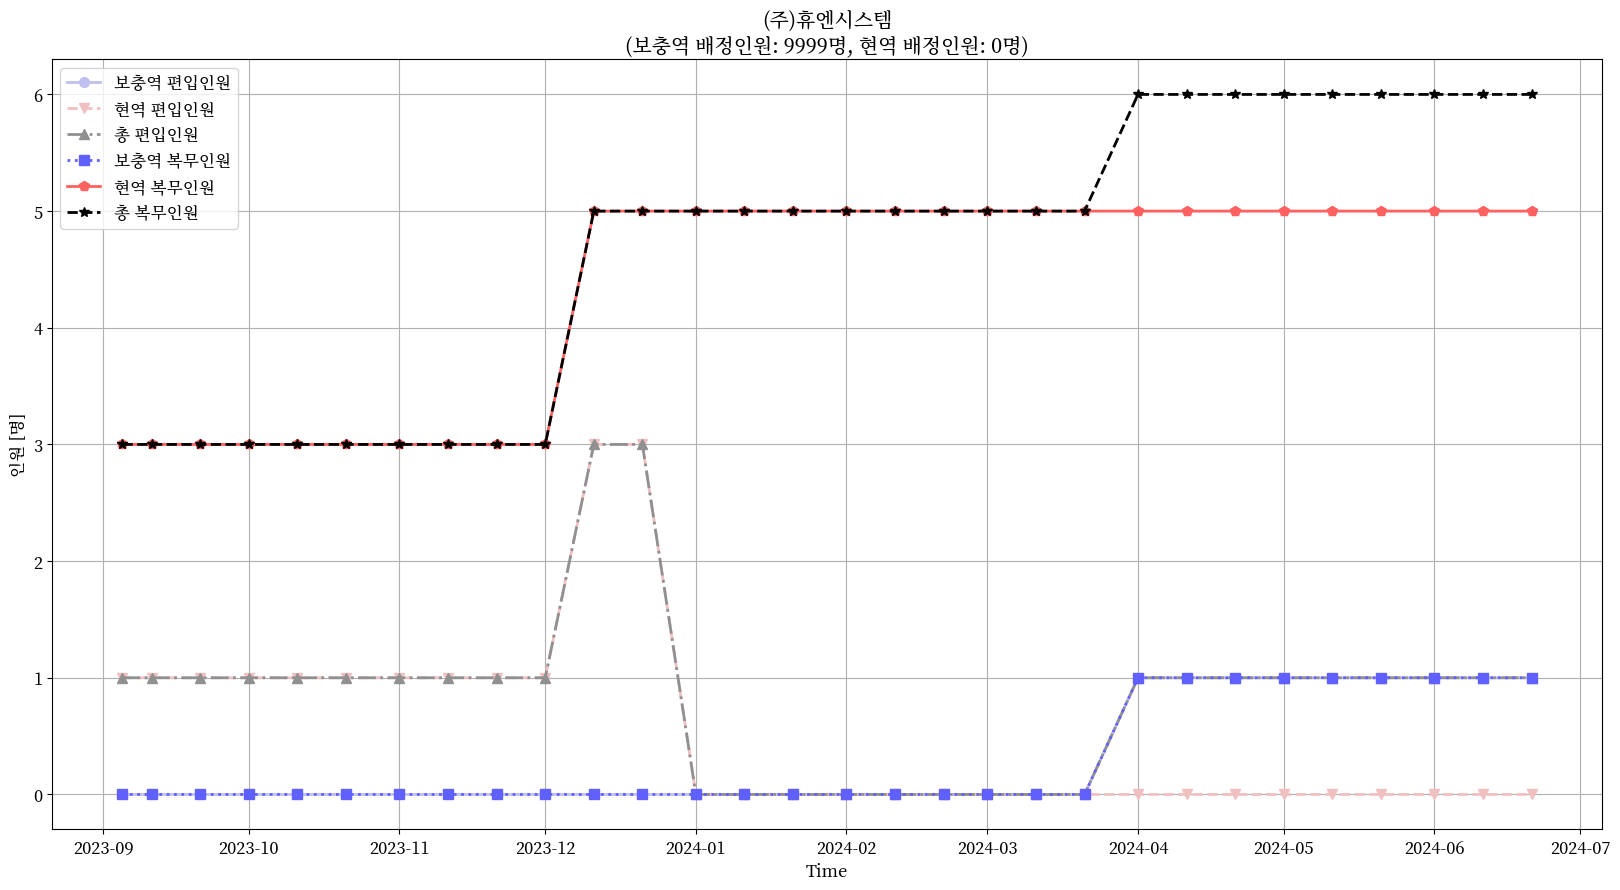 (주)휴엔시스템
(보충역 배정인원: 9999명, 현역 배정인원: 0명)
보충역 편입인원
현역 편입인원
총 편입인원
보충역 복무인원
현역 복무인원
총 복무인원
6
5
4
3
2
1
0
인원 [명]
2023-09
2023-10
2023-11
2023-12
2024-01
2024-02
2024-03
2024-04
2024-05
2024-06
2024-07
Time